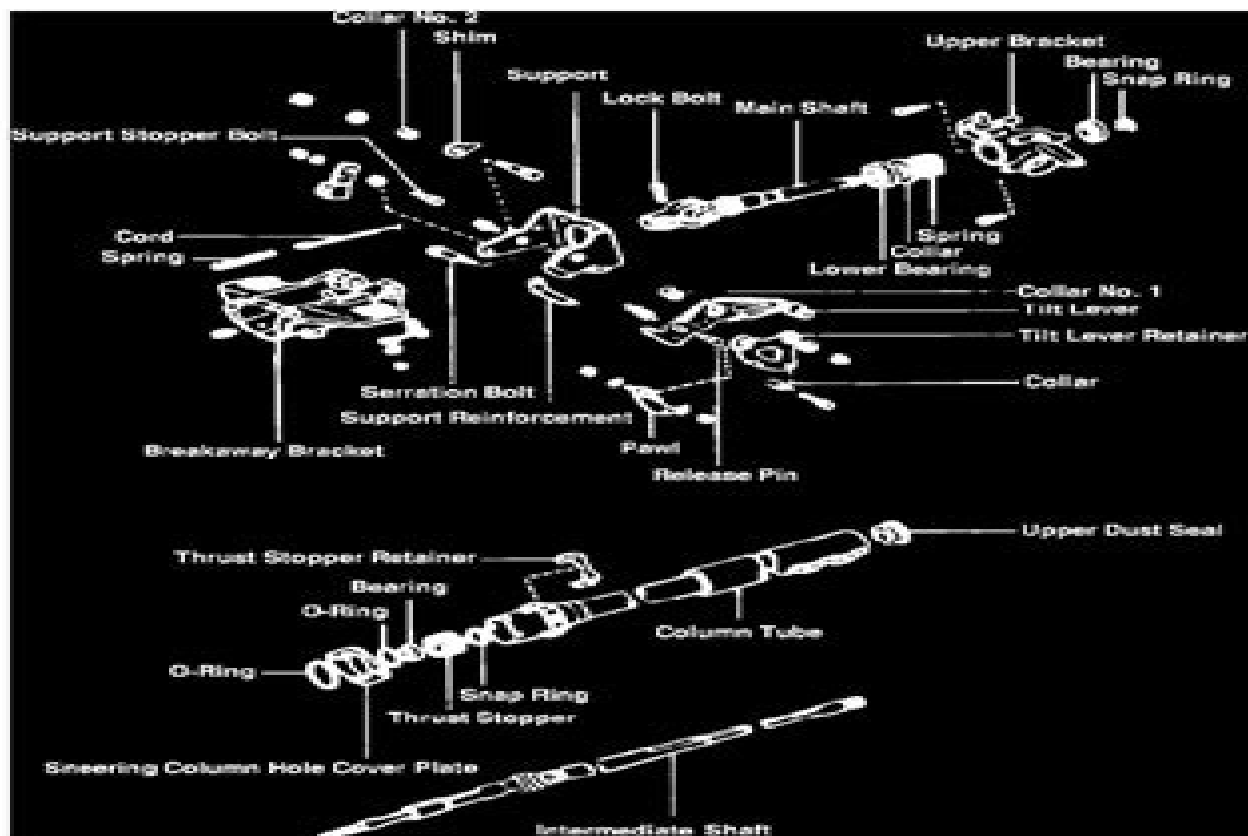 Collar No. 2
Shim
Upper Bracket
Bearing
Snap Ring
Support
Lock Bolt
Main Shaft
Support Stopper Bolt
Cord
Spring
Spring
Collar
Lower Bearing
Collar No. 1
Tilt Lever
Tilt Lever Retainer
Collar
Serration Bolt
Support Reinforcement
Pawl
Breakaway Bracket
Release Pin
Upper Dust Seal
Thrust Stopper Retainer
Bearing
O-Ring
Column Tube
O-Ring
Snap Ring
Thrust Stopper
Sneering Column Hole Cover Plate
Intermediate Shaft